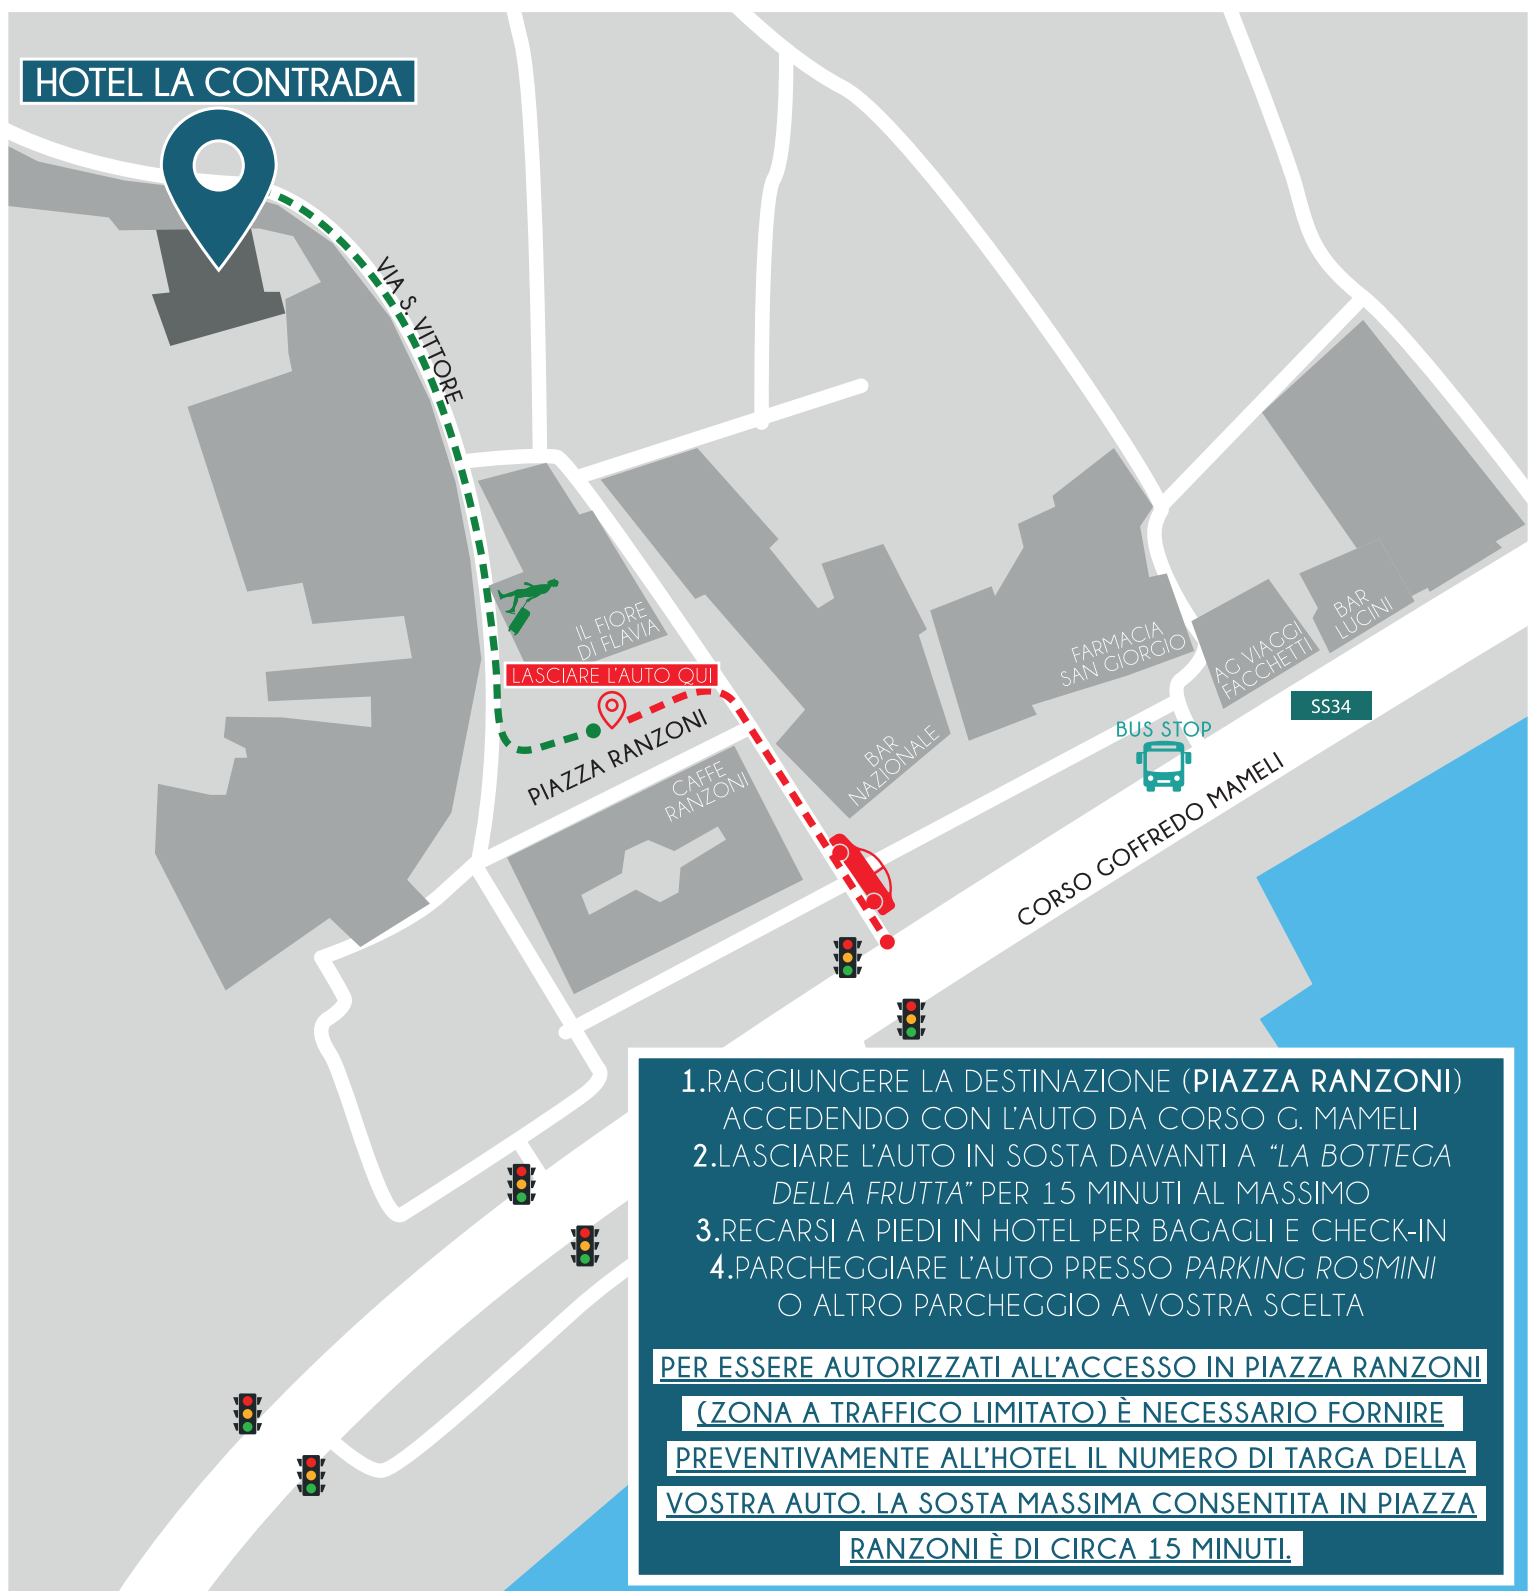 HOTEL LA CONTRADA
VIA S. VITTORE
IL FIORE
DI FLAVIA
LASCIARE L'AUTO QUI
PIAZZA RANZONI
CAFFE
RANZONI
BAR
NAZIONALE
FARMACIA
SAN GIORGIO
AG VIAGGI
FACCHETTI
BAR
LUCINI
SS34
BUS STOP
CORSO GOFFREDO MAMELI
1.RAGGIUNGERE LA DESTINAZIONE (PIAZZA RANZONI)
ACCEDENDO CON L'AUTO DA CORSO G. MAMELI
2.LASCIARE L'AUTO IN SOSTA DAVANTI A "LA BOTTEGA
DELLA FRUTTA" PER 15 MINUTI AL MASSIMO
3.RECARSI A PIEDI IN HOTEL PER BAGAGLI E CHECK-IN
4.PARCHEGGIARE L'AUTO PRESSO PARKING ROSMINI
O ALTRO PARCHEGGIO A VOSTRA SCELTA
PER ESSERE AUTORIZZATI ALL'ACCESSO IN PIAZZA RANZONI
(ZONA A TRAFFICO LIMITATO) È NECESSARIO FORNIRE
PREVENTIVAMENTE ALL'HOTEL IL NUMERO DI TARGA DELLA
VOSTRA AUTO. LA SOSTA MASSIMA CONSENTITA IN PIAZZA
RANZONI È DI CIRCA 15 MINUTI.